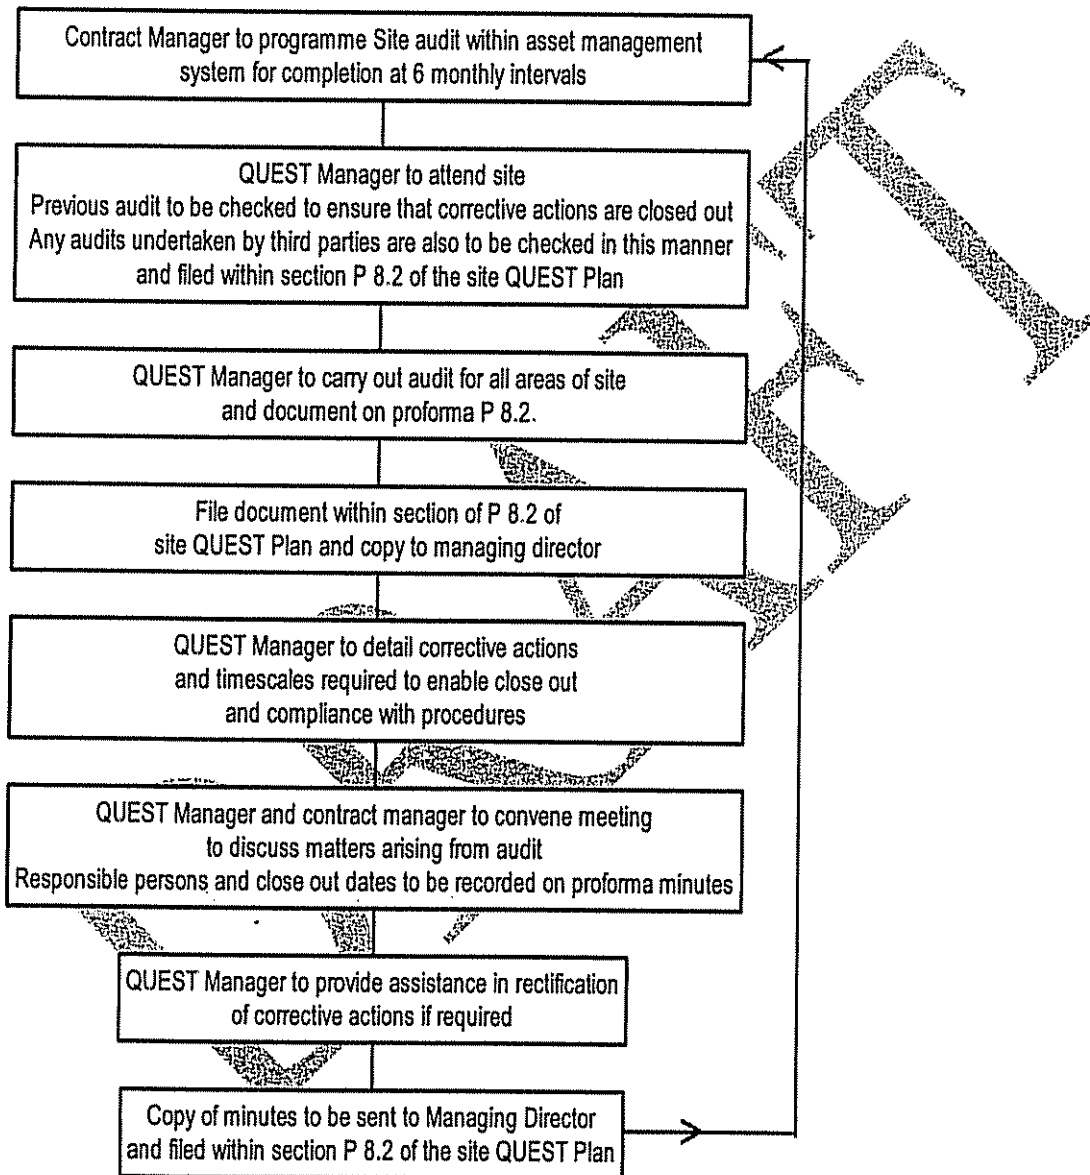 Contract Manager to programme Site audit within asset management
system for completion at 6 monthly intervals
QUEST Manager to attend site
Previous audit to be checked to ensure that corrective actions are closed out
Any audits undertaken by third parties are also to be checked in this manner
and filed within section P 8.2 of the site QUEST Plan
QUEST Manager to carry out audit for all areas of site
and document on proforma P 8.2.
File document within section of P 8.2 of
site QUEST Plan and copy to managing director
QUEST Manager to detail corrective actions
and timescales required to enable close out
and compliance with procedures
QUEST Manager and contract manager to convene meeting
to discuss matters arising from audit
Responsible persons and close out dates to be recorded on proforma minutes
QUEST Manager to provide assistance in rectification
of corrective actions if required
Copy of minutes to be sent to Managing Director
and filed within section P 8.2 of the site QUEST Plan